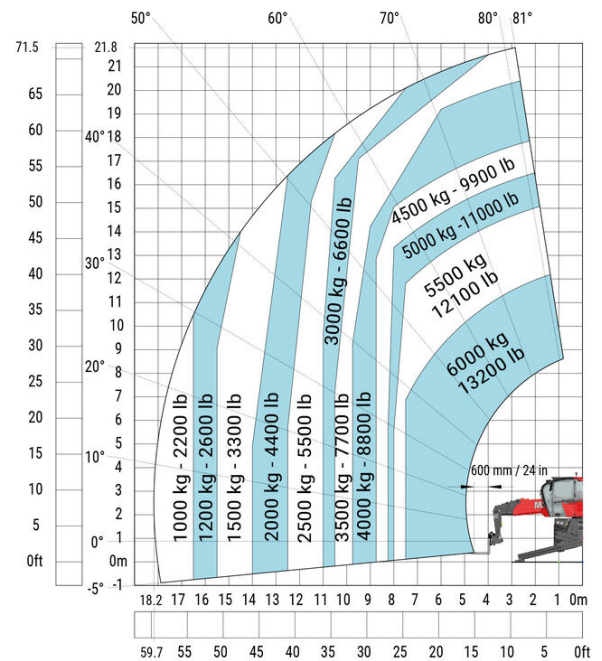 50° 60° 70° 80° 81°
71.5 21.8
21
65 20
19
60 40° 18
55 17
16
50 15
45 14
13
40 30° 12
35 11
10
30 9
25 20° 8
7
20 6
15 5
10° 4
10 3
2
5 1
0°
0ft 0m
-5° -1
1000 kg - 2200 lb
1200 kg - 2600 lb
1500 kg - 3300 lb
2000 kg - 4400 lb
2500 kg - 5500 lb
3000 kg - 6600 lb
3500 kg - 7700 lb
4000 kg - 8800 lb
4500 kg - 9900 lb
5000 kg -11000 lb
5500 kg
12100 lb
6000 kg
13200 lb
600 mm / 24 in
18.2 17 16 15 14 13 12 11 10 9 8 7 6 5 4 3 2 1 0m
59.7 55 50 45 40 35 30 25 20 15 10 5 0ft